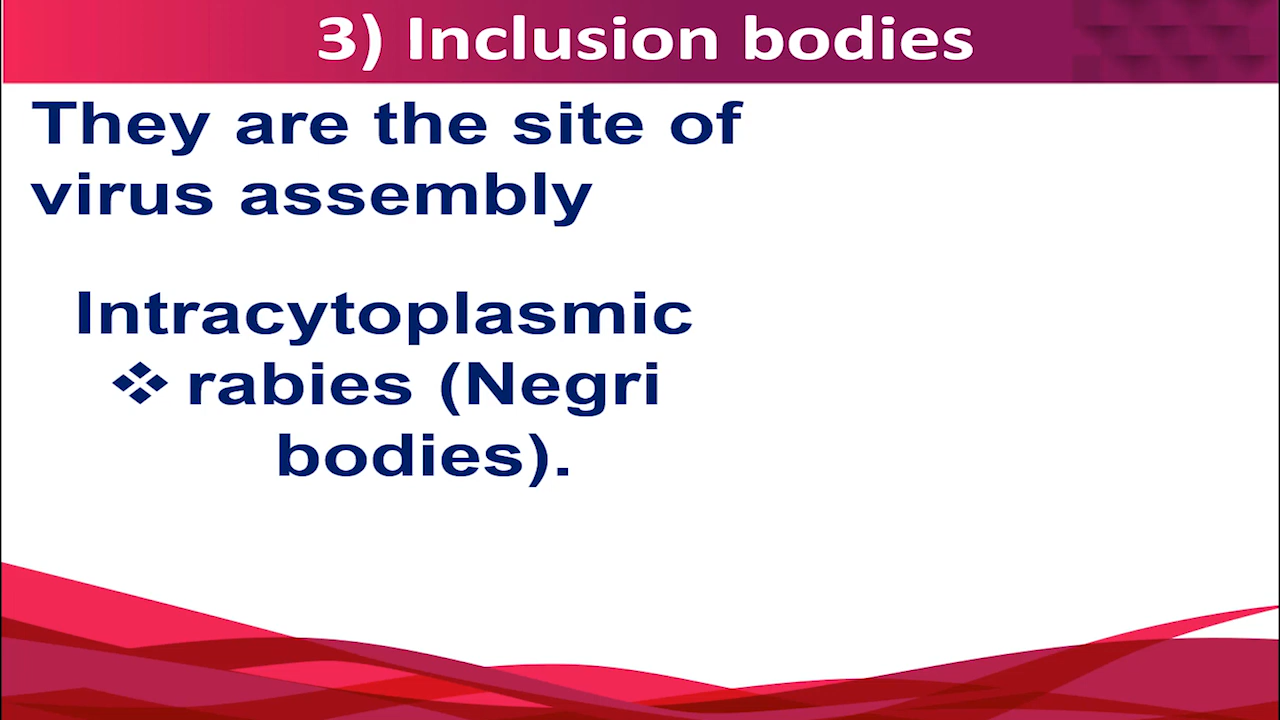 3) Inclusion bodies
They are the site of
virus assembly
Intracytoplasmic
❖ rabies (Negri
bodies).